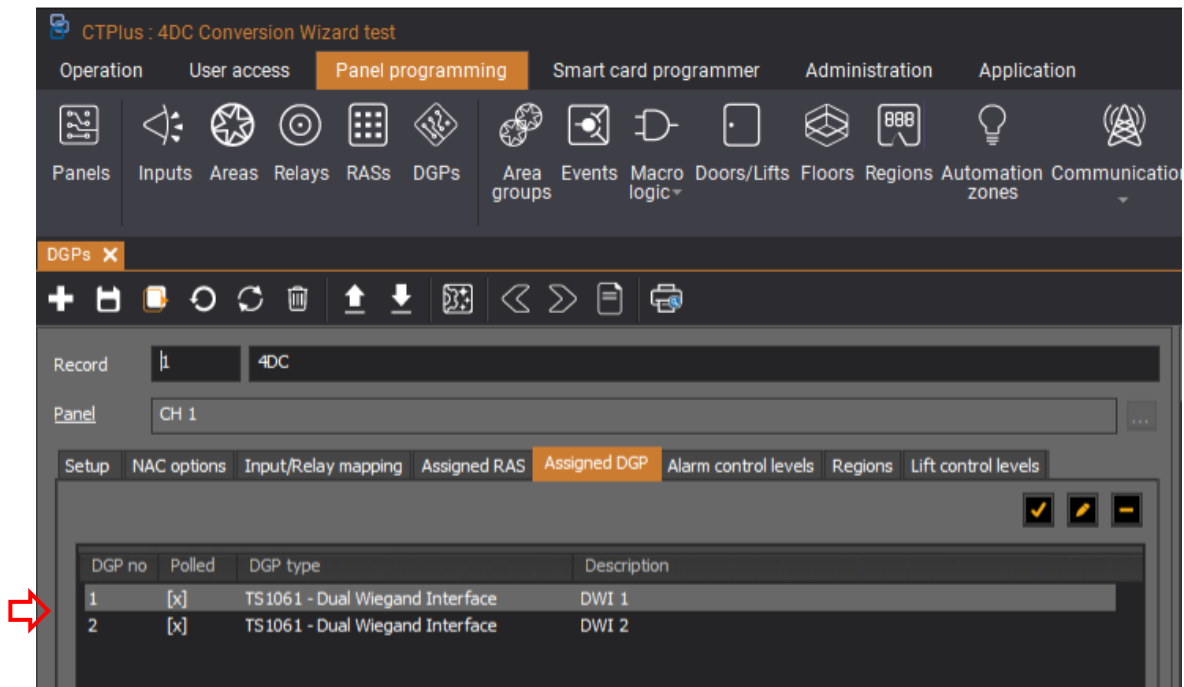 CTPlus : 4DC Conversion Wizard test
Operation User access Panel programming Smart card programmer Administration Application
888
Panels Inputs Areas Relays RASs DGPs Area groups Events Macro logic Doors/Lifts Floors Regions Automation zones Communicatio
DGPs
Record 1 4DC
Panel CH 1 ...
Setup NAC options Input/Relay mapping Assigned RAS Assigned DGP Alarm control levels Regions Lift control levels
DGP no Polled DGP type Description
1 [x] TS1061 - Dual Wiegand Interface DWI 1
2 [x] TS1061 - Dual Wiegand Interface DWI 2